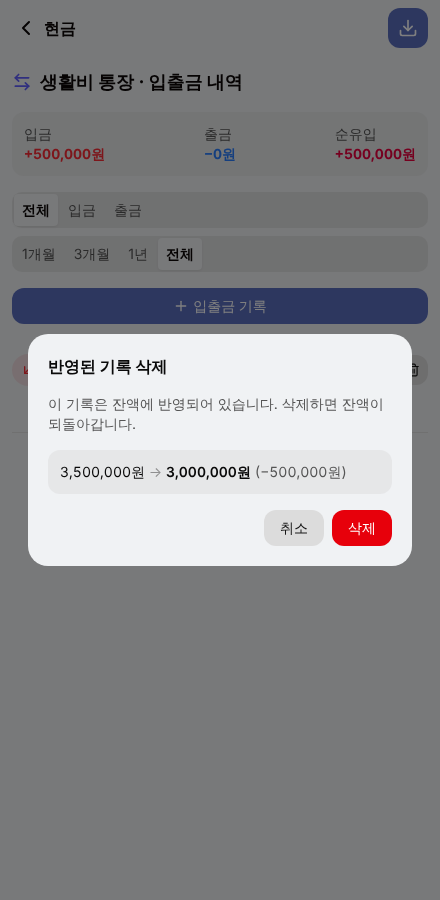 현금
생활비 통장 · 입출금 내역
입금 출금 순유입
+500,000원 −0원 +500,000원
전체 입금 출금
1개월 3개월 1년 전체
+ 입출금 기록
반영된 기록 삭제
이 기록은 잔액에 반영되어 있습니다. 삭제하면 잔액이
되돌아갑니다.
3,500,000원 → 3,000,000원 (−500,000원)
취소 삭제